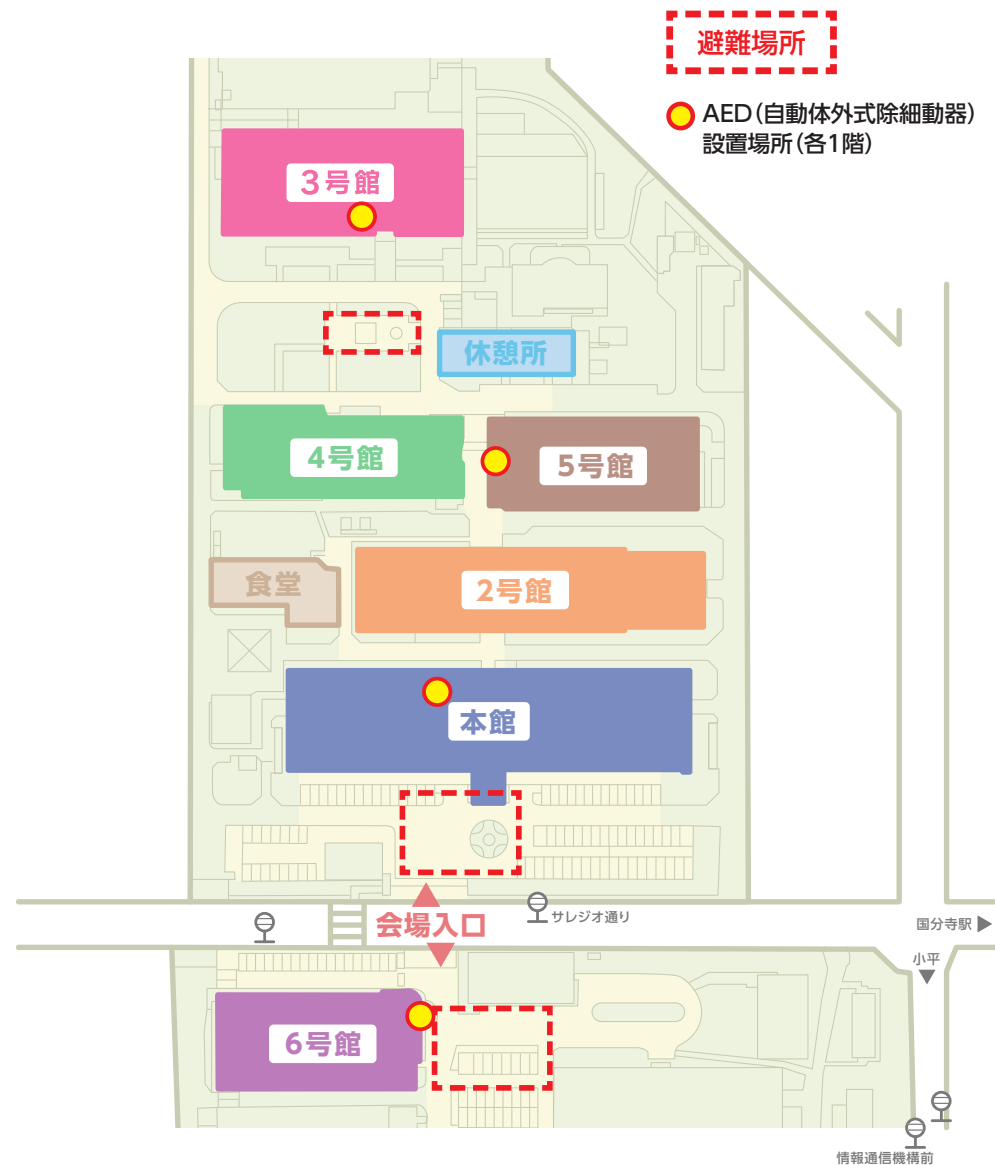 避難場所
AED(自動体外式除細動器)
設置場所(各1階)
3号館
休憩所
4号館
5号館
食堂
2号館
本館
会場入口
サレジオ通り
国分寺駅 ▶
小平
▼
6号館
情報通信機構前